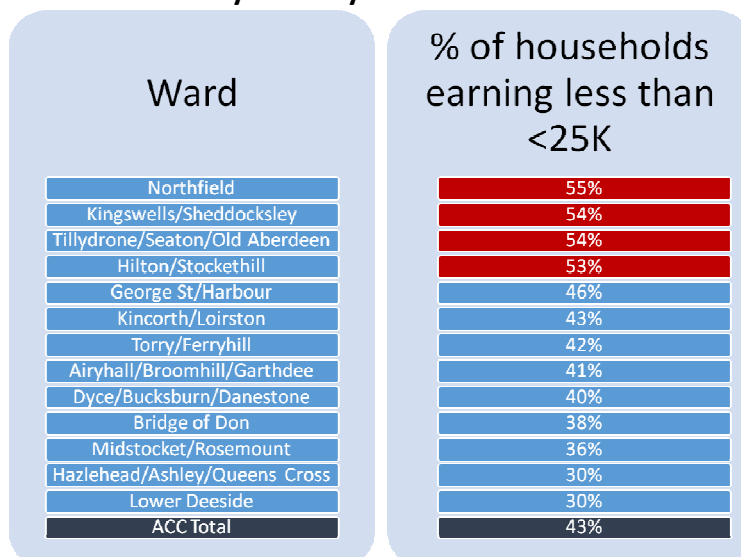 Ward
% of households
earning less than
<25K
Northfield 55%
Kingswells/Sheddocksley 54%
Tillydrone/Seaton/Old Aberdeen 54%
Hilton/Stockethill 53%
George St/Harbour 46%
Kincorth/Loirston 43%
Torry/Ferryhill 42%
Airyhall/Broomhill/Garthdee 41%
Dyce/Bucksburn/Danestone 40%
Bridge of Don 38%
Midstocket/Rosemount 36%
Hazlehead/Ashley/Queens Cross 30%
Lower Deeside 30%
ACC Total 43%